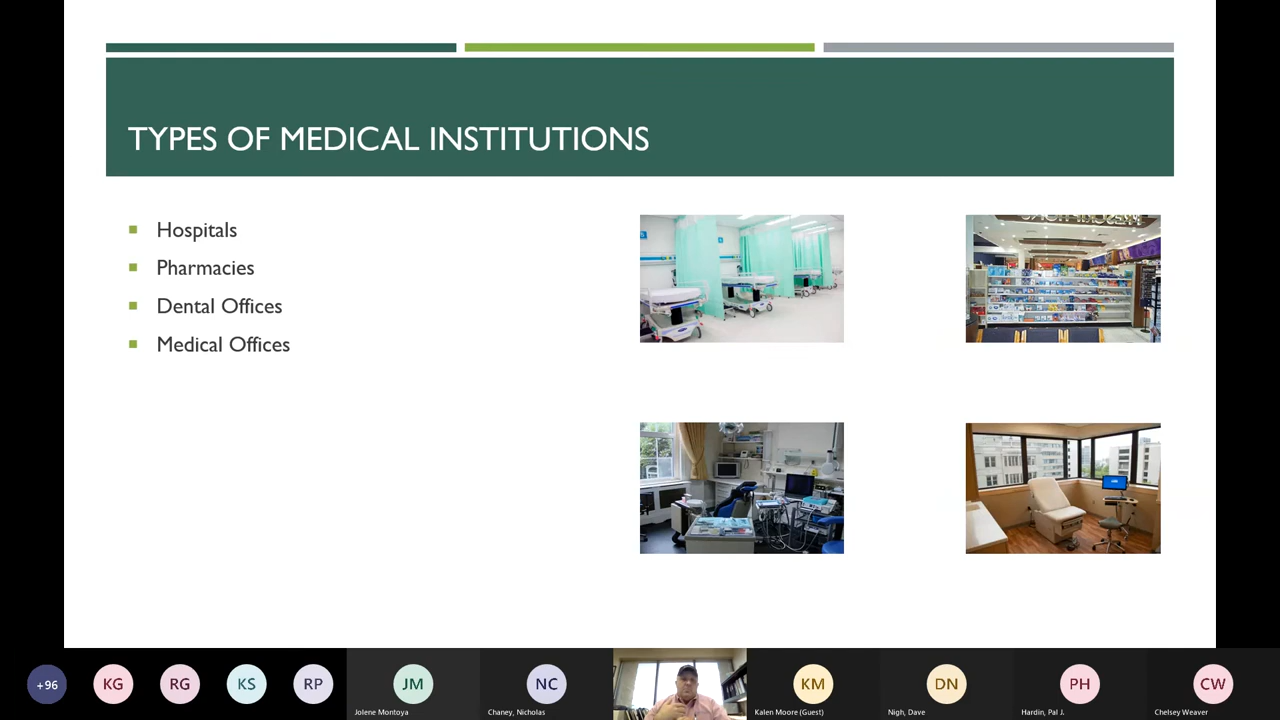 TYPES OF MEDICAL INSTITUTIONS
Hospitals
Pharmacies
Dental Offices
Medical Offices
+96
KG
RG
KS
RP
JM
Jolene Montoya
NC
Chaney, Nicholas
KM
Kalen Moore (Guest)
DN
Nigh, Dave
PH
Hardin, Pal J.
CW
Chelsey Weaver